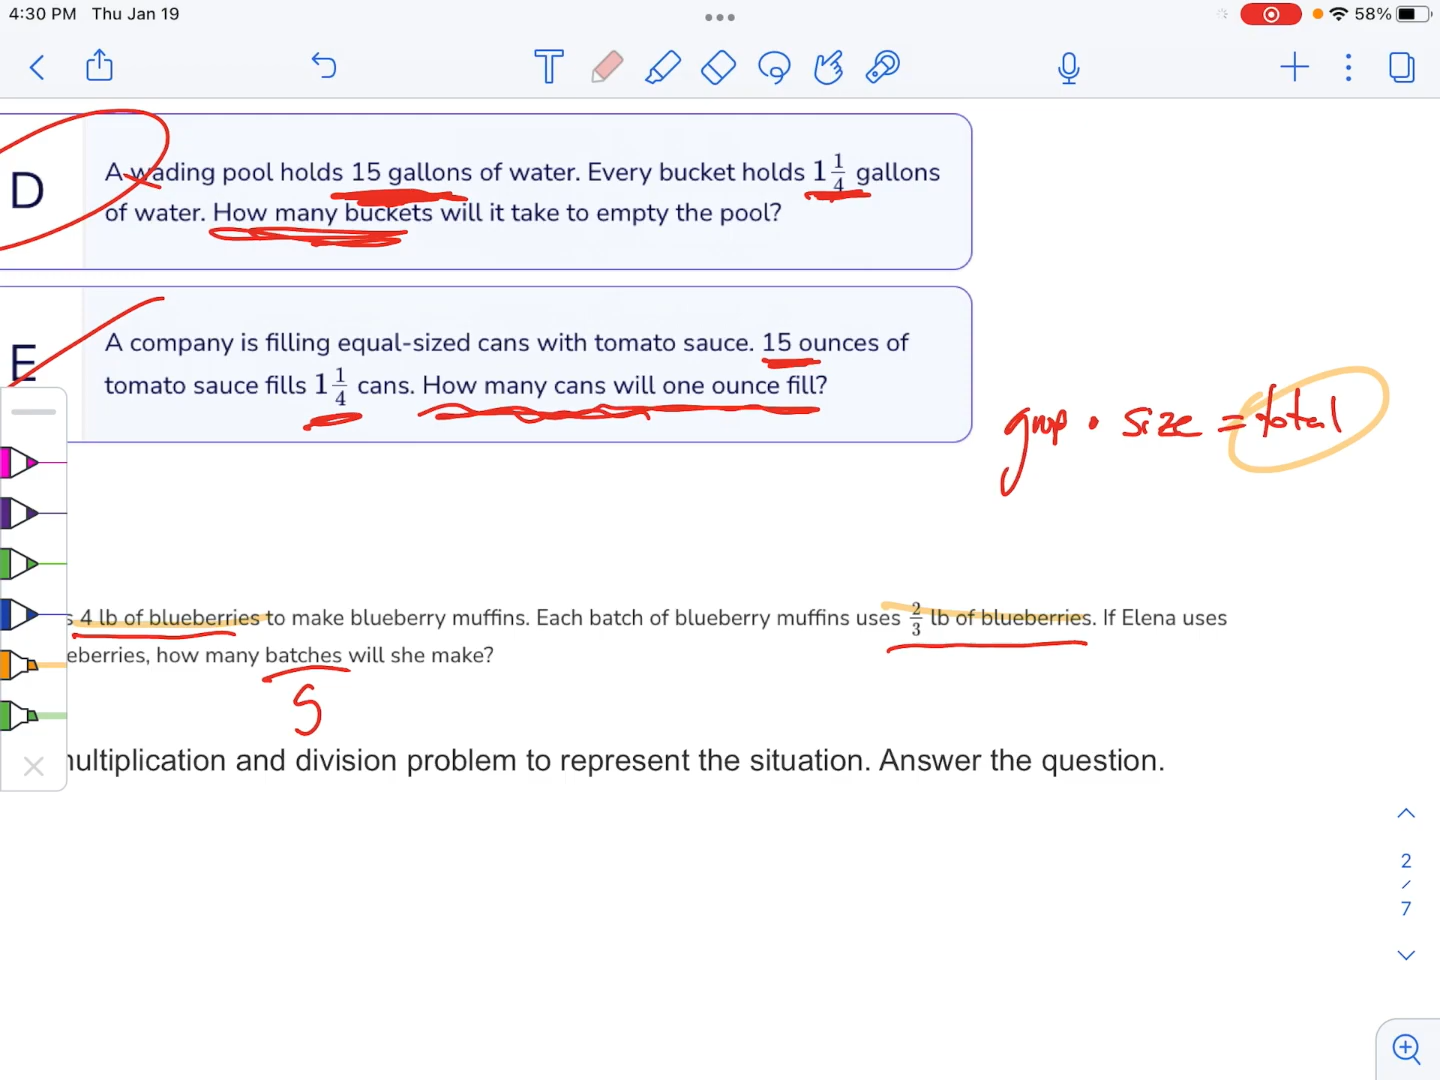 4:30 PM Thu Jan 19
58%
D
A wading pool holds 15 gallons of water. Every bucket holds 1 1/4 gallons
of water. How many buckets will it take to empty the pool?
E
A company is filling equal-sized cans with tomato sauce. 15 ounces of
tomato sauce fills 1 1/4 cans. How many cans will one ounce fill?
group • size = total
s 4 lb of blueberries to make blueberry muffins. Each batch of blueberry muffins uses 2/3 lb of blueberries. If Elena uses
eberries, how many batches will she make?
S
ultiplication and division problem to represent the situation. Answer the question.
2
/
7